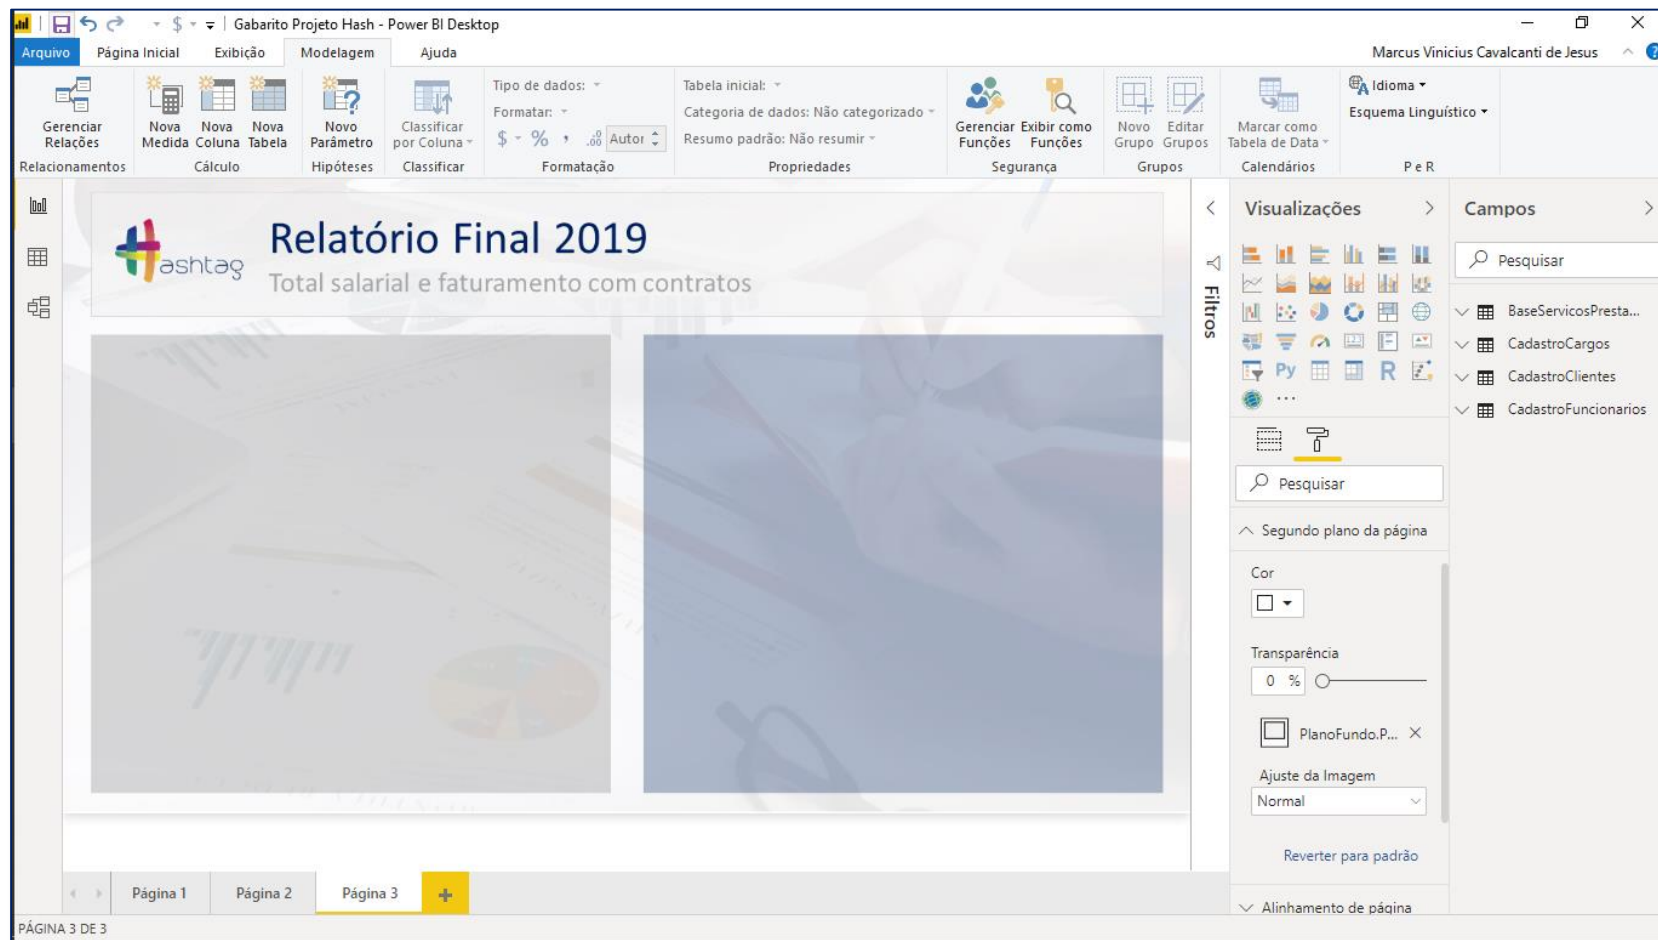 Gabarito Projeto Hash - Power BI Desktop
Arquivo Página Inicial Exibição Modelagem Ajuda Marcus Vinicius Cavalcanti de Jesus
Gerenciar Relações
Relacionamentos
Nova Medida
Nova Coluna
Nova Tabela
Cálculo
Novo Parâmetro
Hipóteses
Classificar por Coluna
Classificar
Tipo de dados:
Formatar:
$ % , .00 Autor
Formatação
Tabela inicial:
Categoria de dados: Não categorizado
Resumo padrão: Não resumir
Propriedades
Gerenciar Funções
Exibir como Funções
Segurança
Novo Grupo
Editar Grupos
Grupos
Marcar como Tabela de Data
Calendários
Idioma
Esquema Linguístico
P e R
ashtag
Relatório Final 2019
Total salarial e faturamento com contratos
Filtros
Visualizações
Py R
Pesquisar
Segundo plano da página
Cor
Transparência
0 %
PlanoFundo.P...
Ajuste da Imagem
Normal
Reverter para padrão
Alinhamento de página
Campos
Pesquisar
BaseServicosPresta...
CadastroCargos
CadastroClientes
CadastroFuncionarios
Página 1 Página 2 Página 3
PÁGINA 3 DE 3